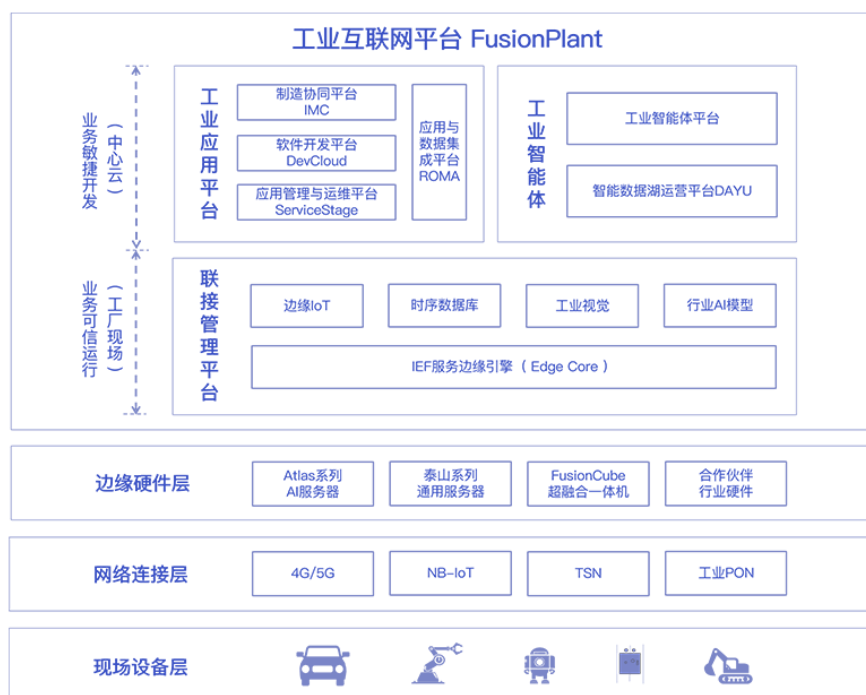 工业互联网平台 FusionPlant
业务敏捷开发
(中心云)
工业应用平台
制造协同平台
IMC
软件开发平台
DevCloud
应用管理与运维平台
ServiceStage
应用与
数据集
成平台
ROMA
工业智能体
工业智能体平台
智能数据湖运营平台DAYU
业务可信运行
(工厂现场)
联接管理平台
边缘IoT
时序数据库
工业视觉
行业AI模型
IEF服务边缘引擎（Edge Core）
边缘硬件层
Atlas系列
AI服务器
泰山系列
通用服务器
FusionCube
超融合一体机
合作伙伴
行业硬件
网络连接层
4G/5G
NB-IoT
TSN
工业PON
现场设备层